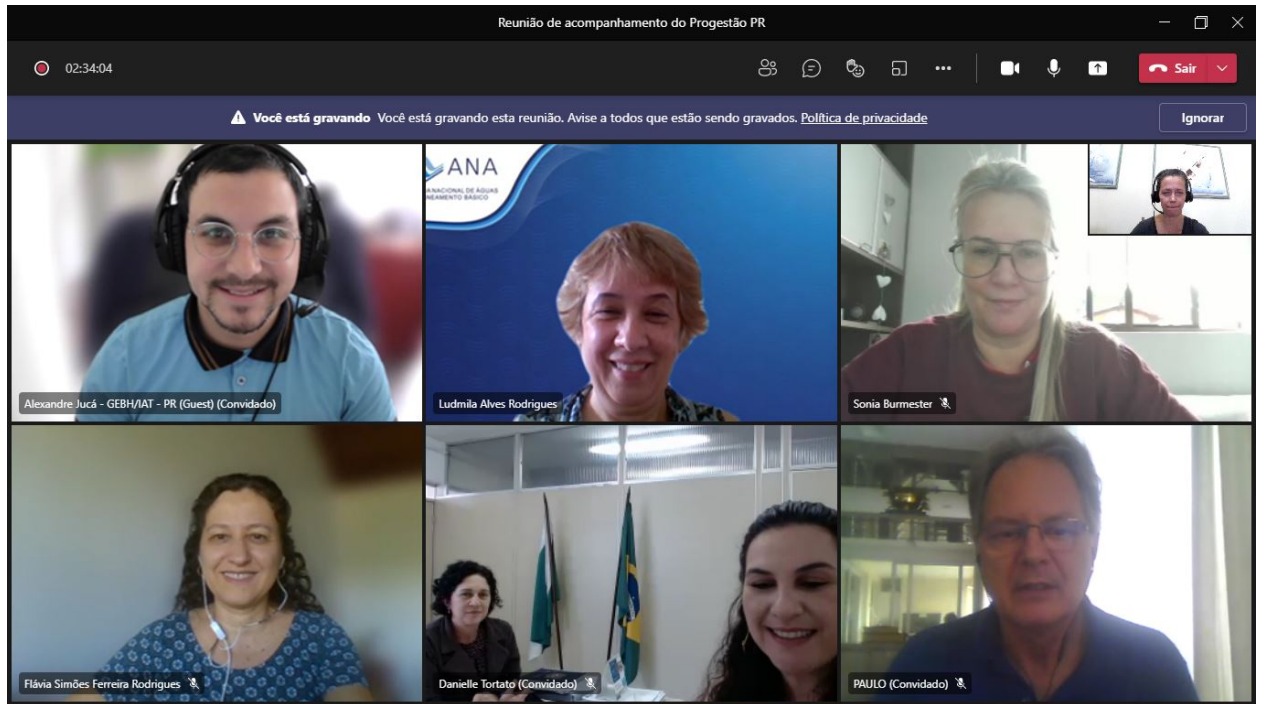 Reunião de acompanhamento do Progestão PR
02:34:04
Sair
Você está gravando Você está gravando esta reunião. Avise a todos que estão sendo gravados. Política de privacidade
Ignorar
ANA
NACIONAL DE ÁGUAS
NEAMENTO BÁSICO
Alexandre Jucá - GEBH/IAT - PR (Guest) (Convidado)
Ludmila Alves Rodrigues
Sonia Burmester
Flávia Simões Ferreira Rodrigues
Danielle Tortato (Convidado)
PAULO (Convidado)